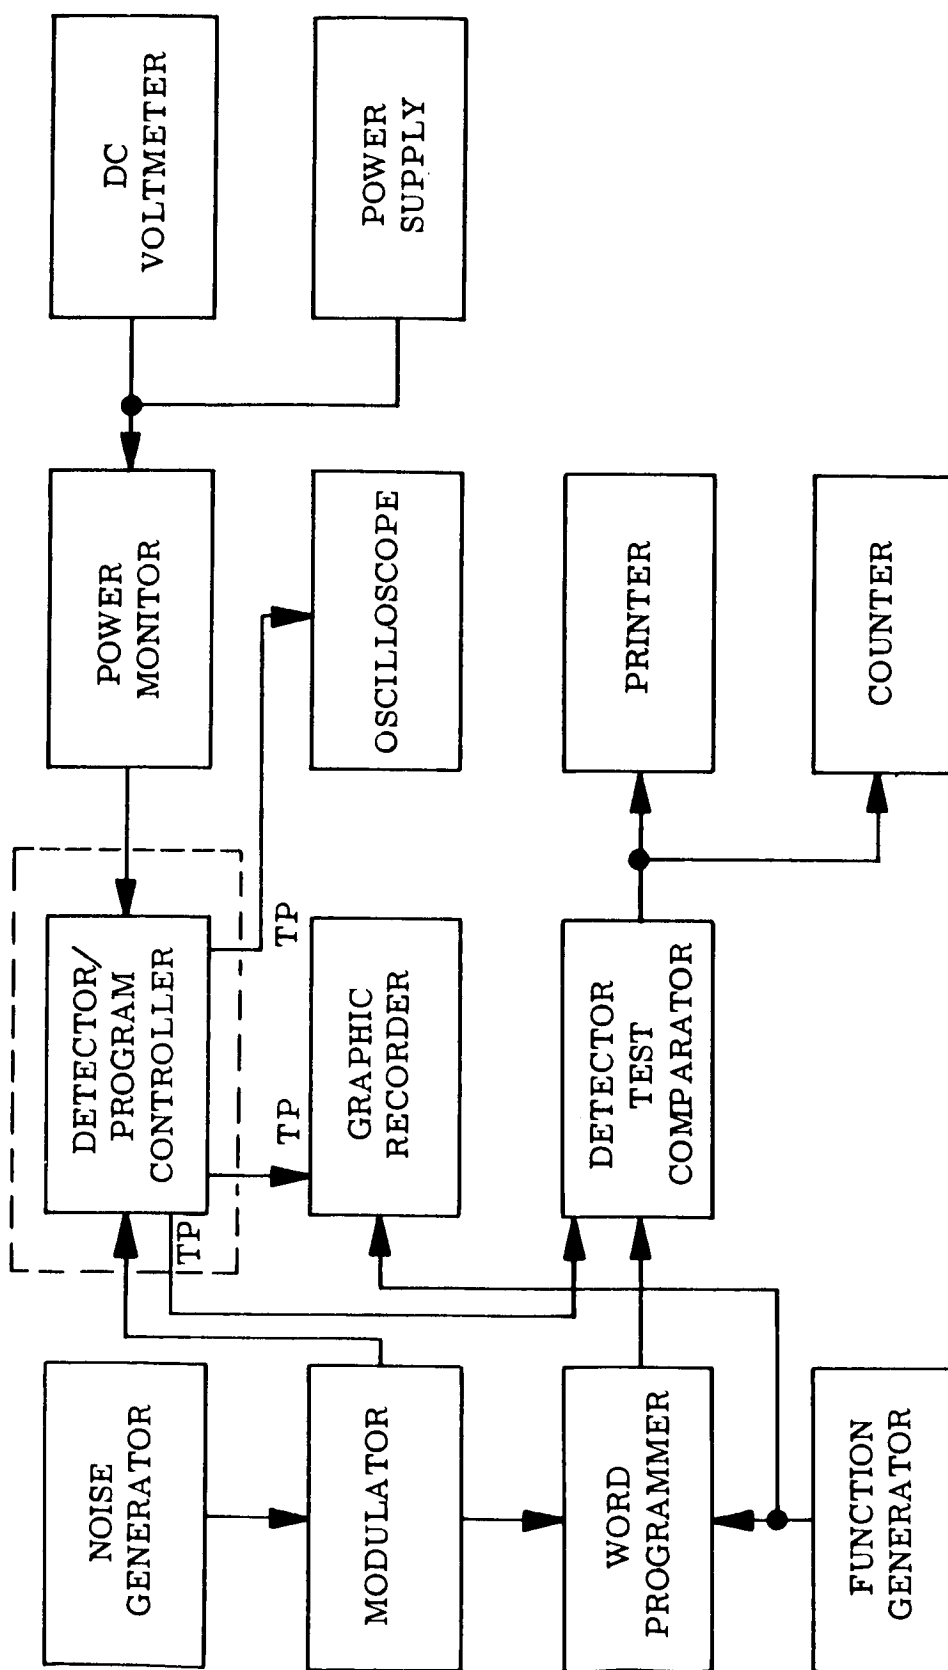 NOISE
GENERATOR
DETECTOR/
PROGRAM
CONTROLLER
POWER
MONITOR
DC
VOLTMETER
TP
TP
TP
MODULATOR
GRAPHIC
RECORDER
OSCILLOSCOPE
POWER
SUPPLY
WORD
PROGRAMMER
DETECTOR
TEST
COMPARATOR
PRINTER
FUNCTION
GENERATOR
COUNTER